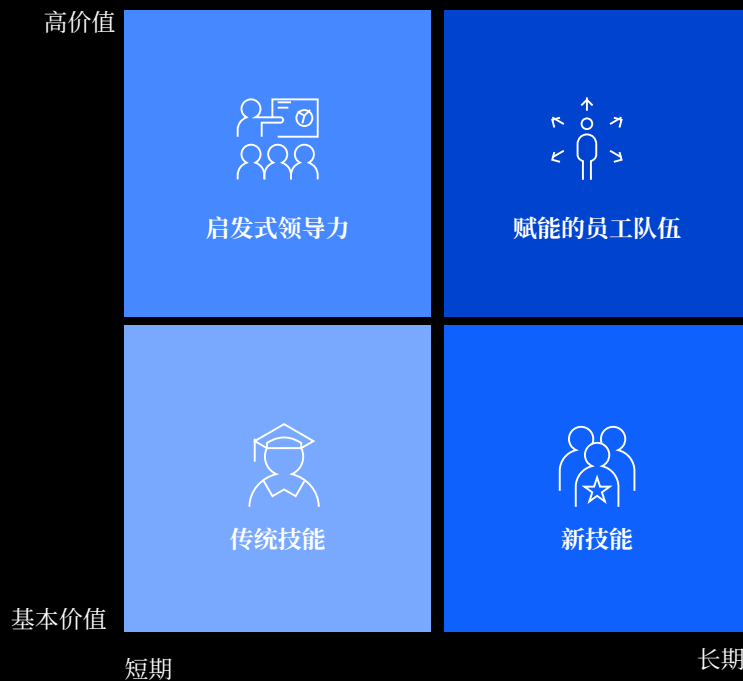 高价值
启发式领导力
赋能的员工队伍
传统技能
新技能
基本价值
短期
长期